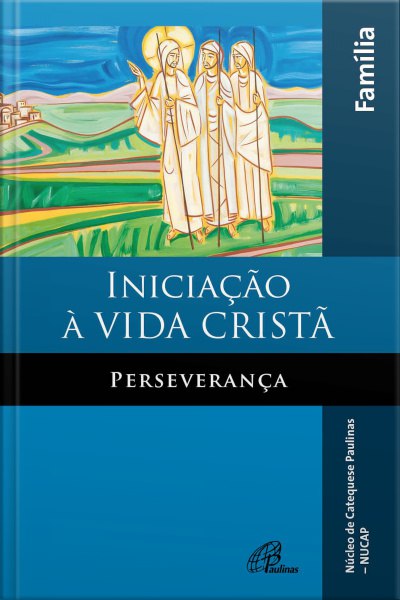 Família
INICIAÇÃO
À VIDA CRISTÃ
PERSEVERANÇA
Núcleo de Catequese Paulinas
– NUCAP
Paulinas